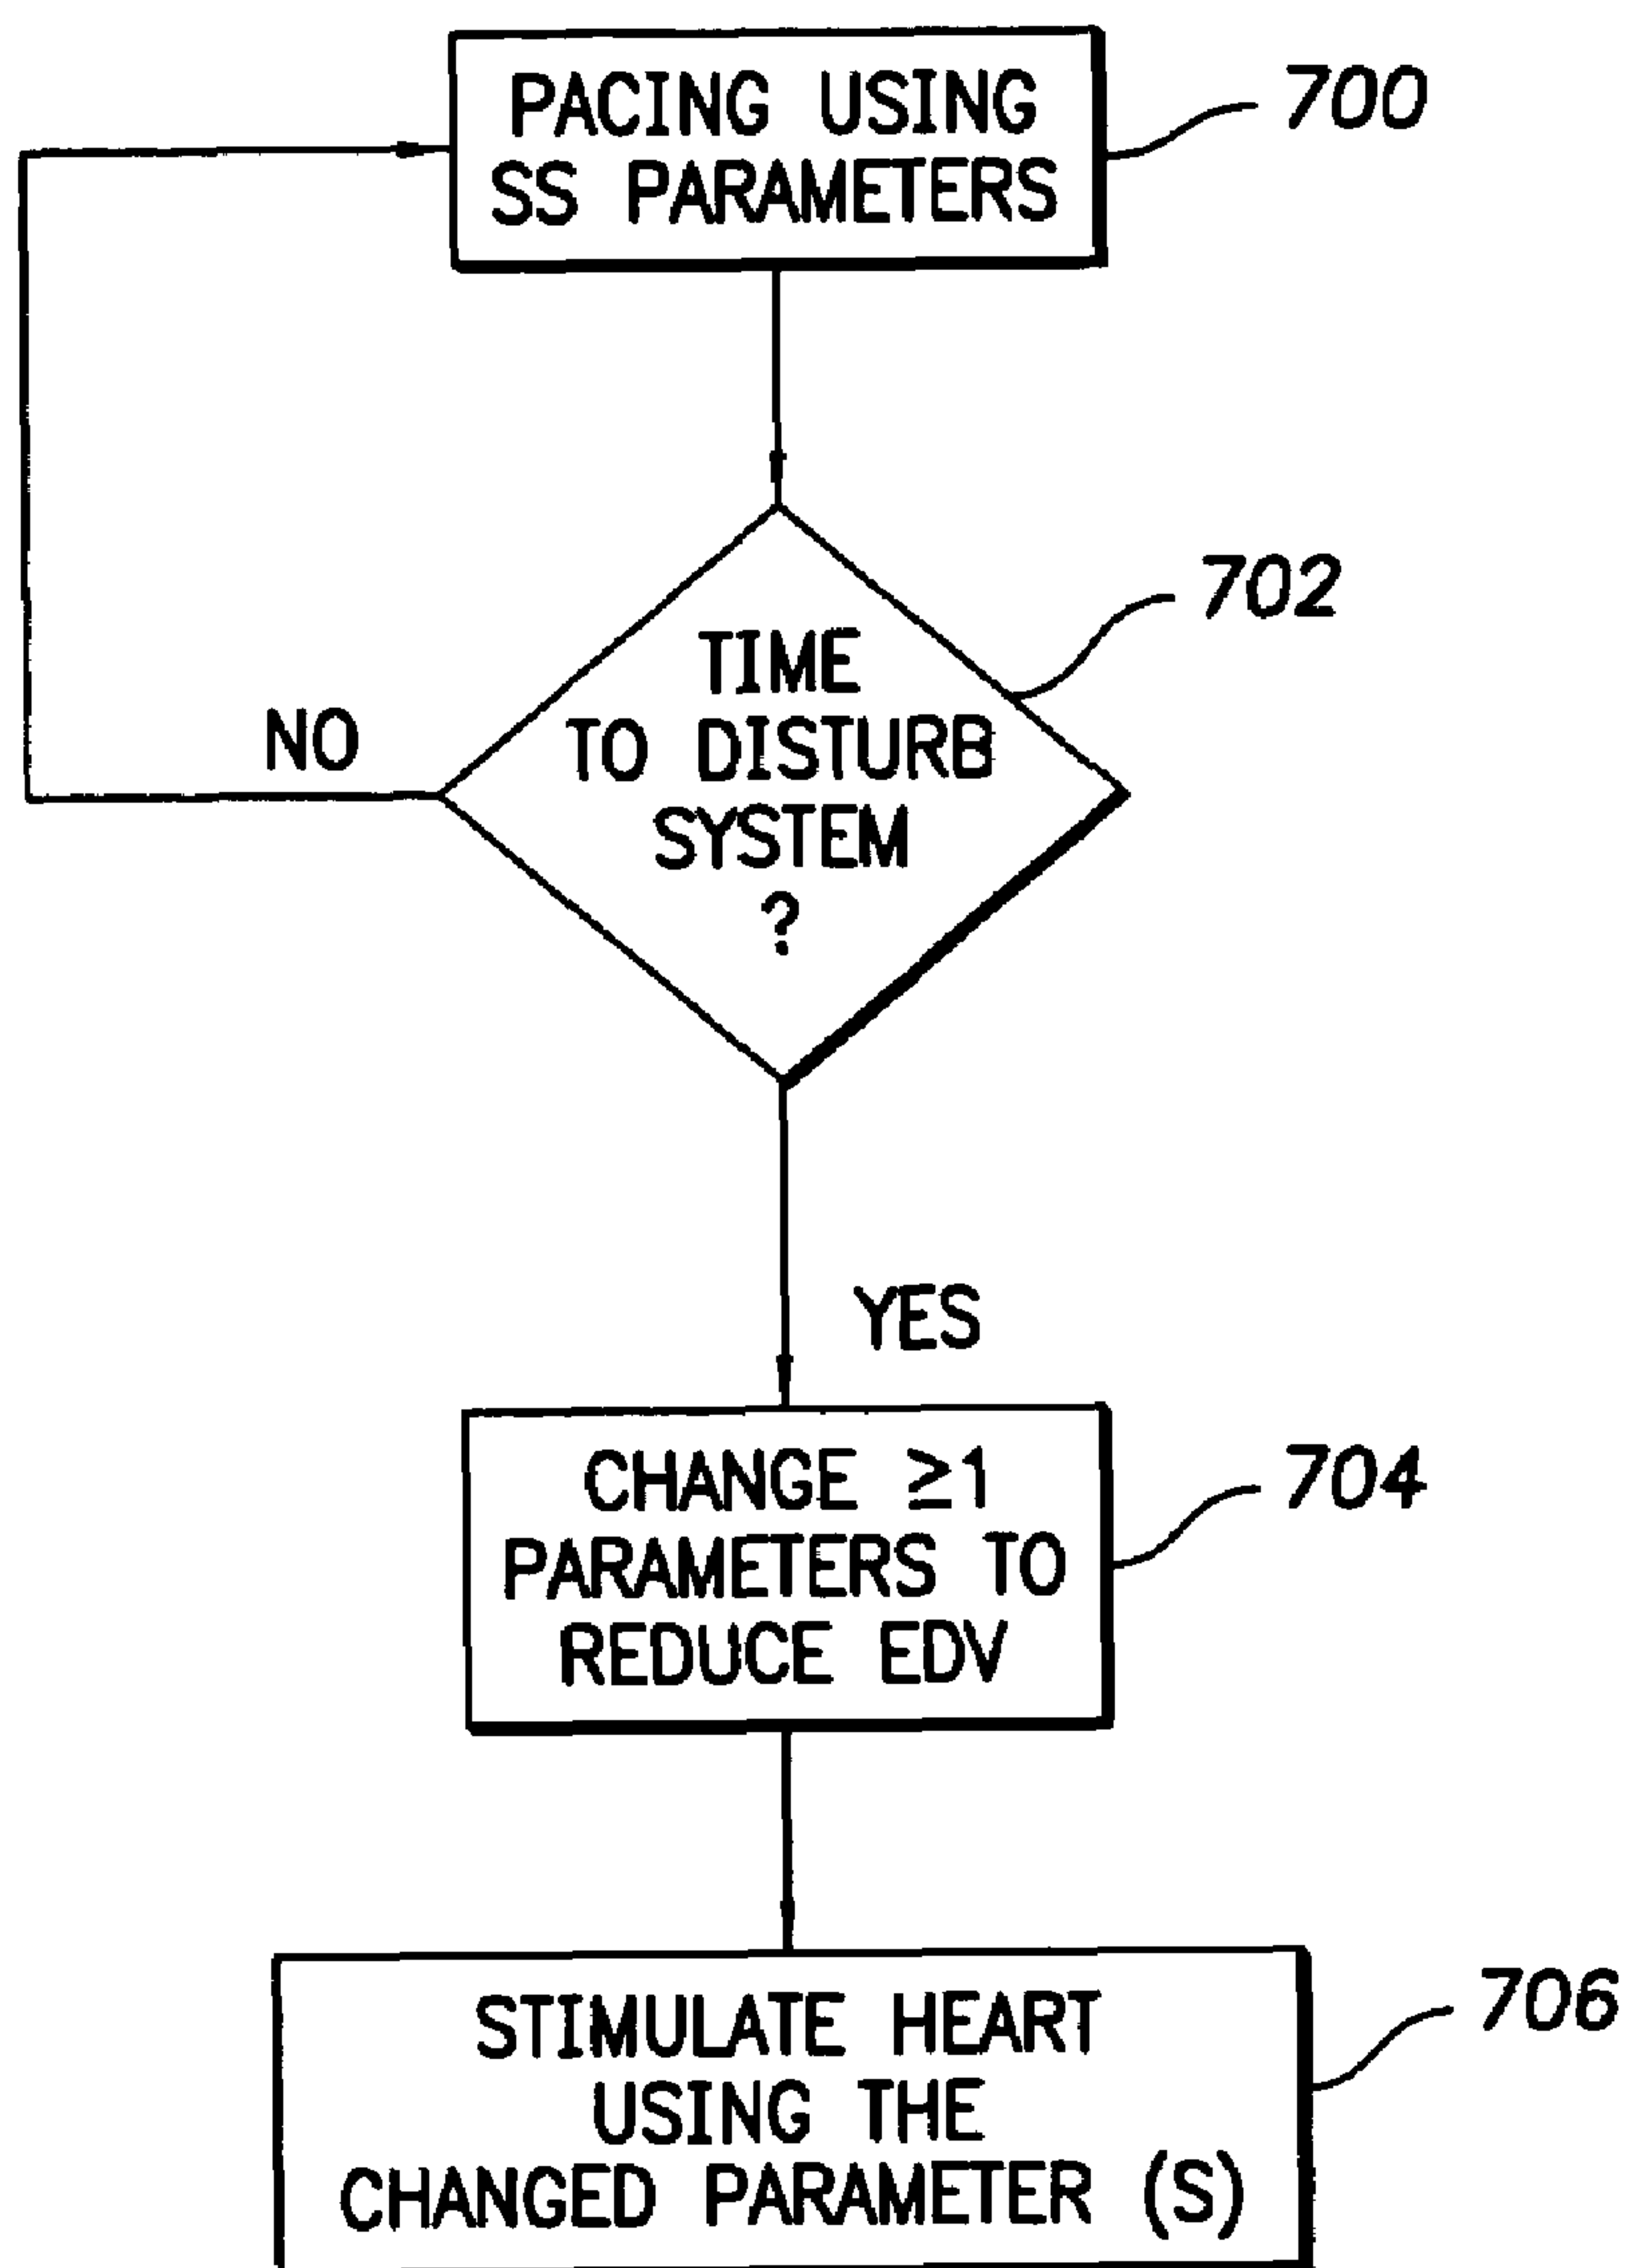 PACING USING
SS PARAMETERS
700
TIME
TO DISTURB
SYSTEM
?
702
NO
YES
CHANGE ≥1
PARAMETERS TO
REDUCE EDV
704
STIMULATE HEART
USING THE
CHANGED PARAMETER (S)
706